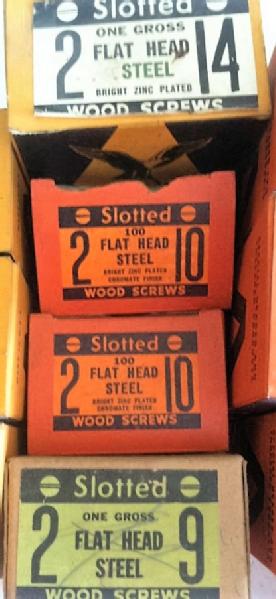 Slotted
ONE GROSS
2 FLAT HEAD 14
STEEL
BRIGHT ZINC PLATED
WOOD SCREWS
Slotted
100
2 FLAT HEAD 10
STEEL
BRIGHT ZINC PLATED
CHROMATE FINISH
WOOD SCREWS
Slotted
100
2 FLAT HEAD 10
STEEL
BRIGHT ZINC PLATED
CHROMATE FINISH
WOOD SCREWS
Slotted
ONE GROSS
2 FLAT HEAD 9
STEEL
WOOD SCREWS